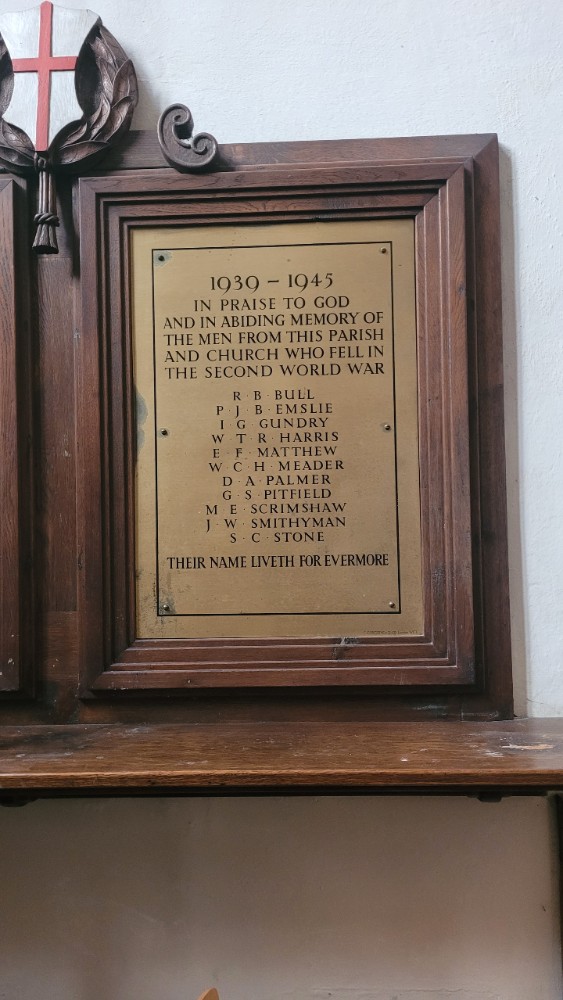 1939 – 1945
IN PRAISE TO GOD
AND IN ABIDING MEMORY OF
THE MEN FROM THIS PARISH
AND CHURCH WHO FELL IN
THE SECOND WORLD WAR
R · B · BULL
P · J · B · EMSLIE
I · G · GUNDRY
W · T · R · HARRIS
E · F · MATTHEW
W · C · H · MEADER
D · A · PALMER
G · S · PITFIELD
M · E · SCRIMSHAW
J · W · SMITHYMAN
S · C · STONE
THEIR NAME LIVETH FOR EVERMORE